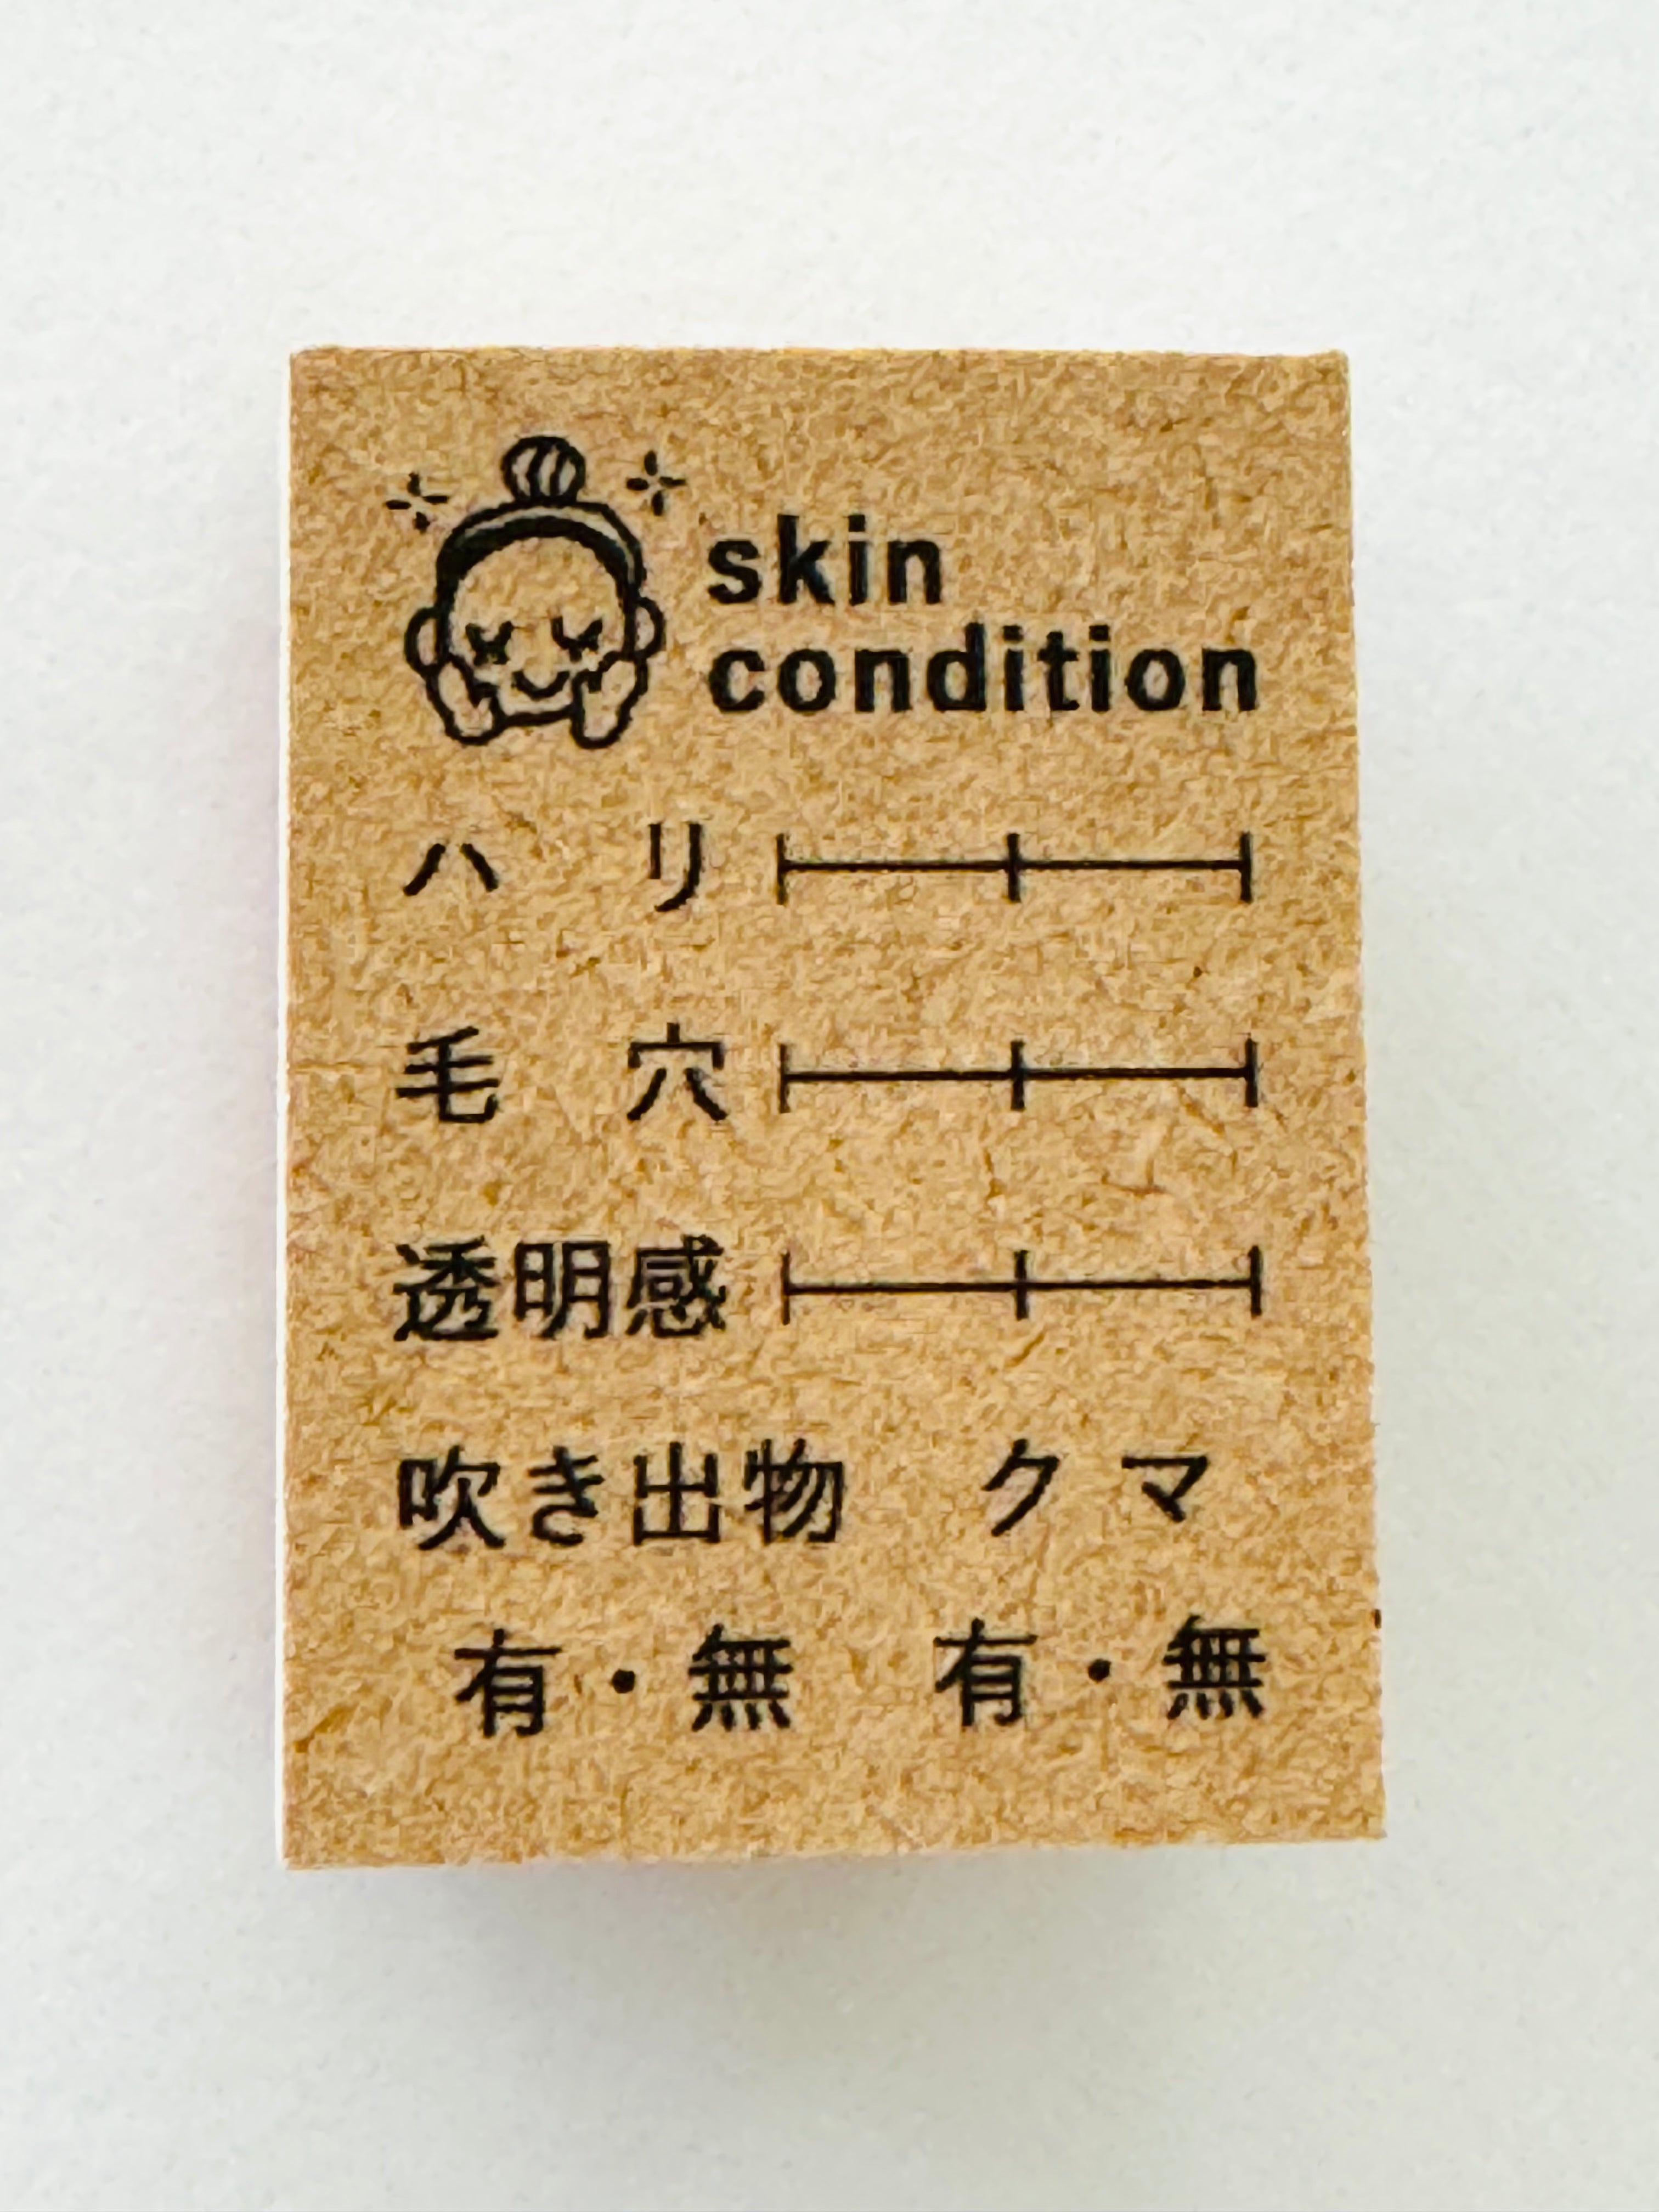 skin
condition
ハリ
毛穴
透明感
吹き出物 クマ
有・無 有・無